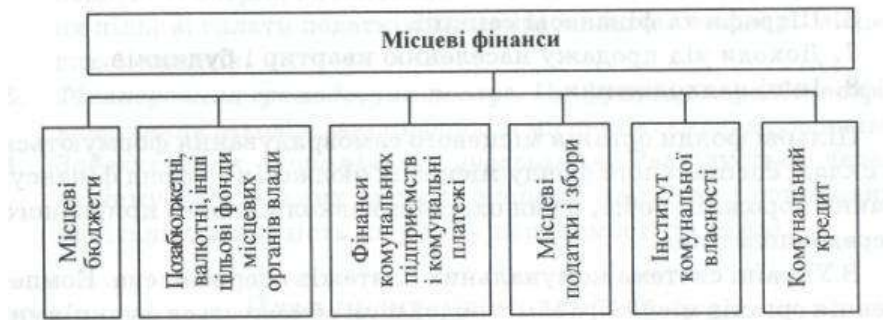 Місцеві фінанси
Місцеві
бюджети
Позабюджетні,
валютні, інші
цільові фонди
місцевих
органів влади
Фінанси
комунальних
підприємств
і комунальні
платежі
Місцеві
податки і збори
Інститут
комунальної
власності
Комунальний
кредит